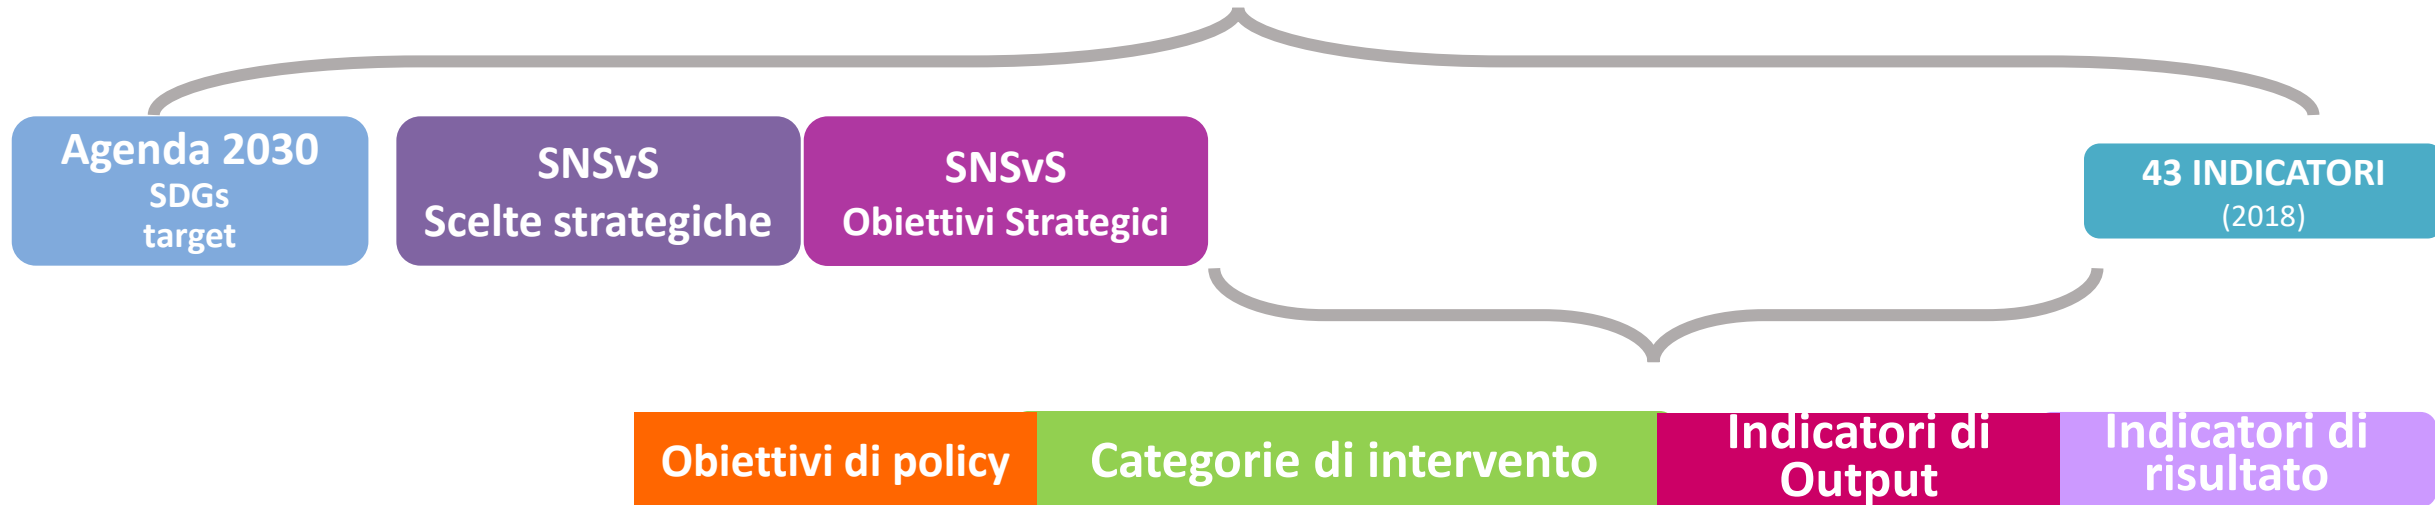 Agenda 2030
SDGs
target
SNSvS
Scelte strategiche
SNSvS
Obiettivi Strategici
43 INDICATORI
(2018)
Obiettivi di policy
Categorie di intervento
Indicatori di
Output
Indicatori di
risultato